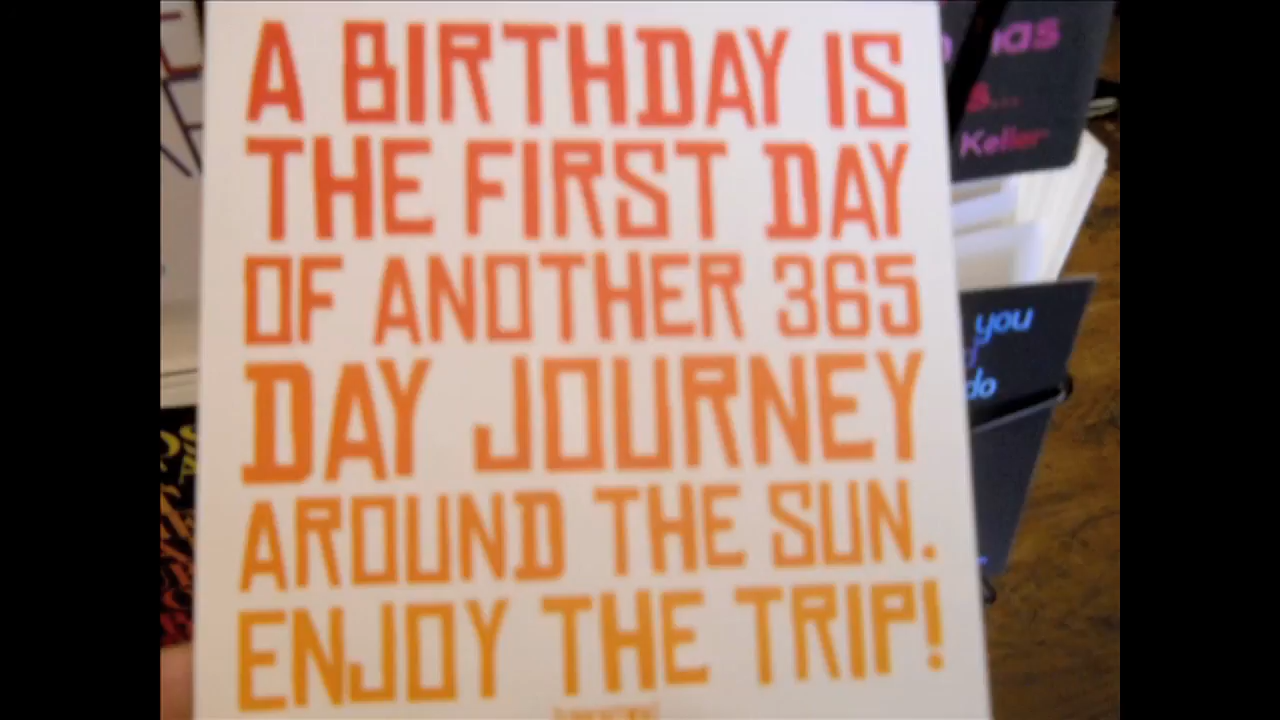 A BIRTHDAY IS
THE FIRST DAY
OF ANOTHER 365
DAY JOURNEY
AROUND THE SUN.
ENJOY THE TRIP!
Keller
you
do